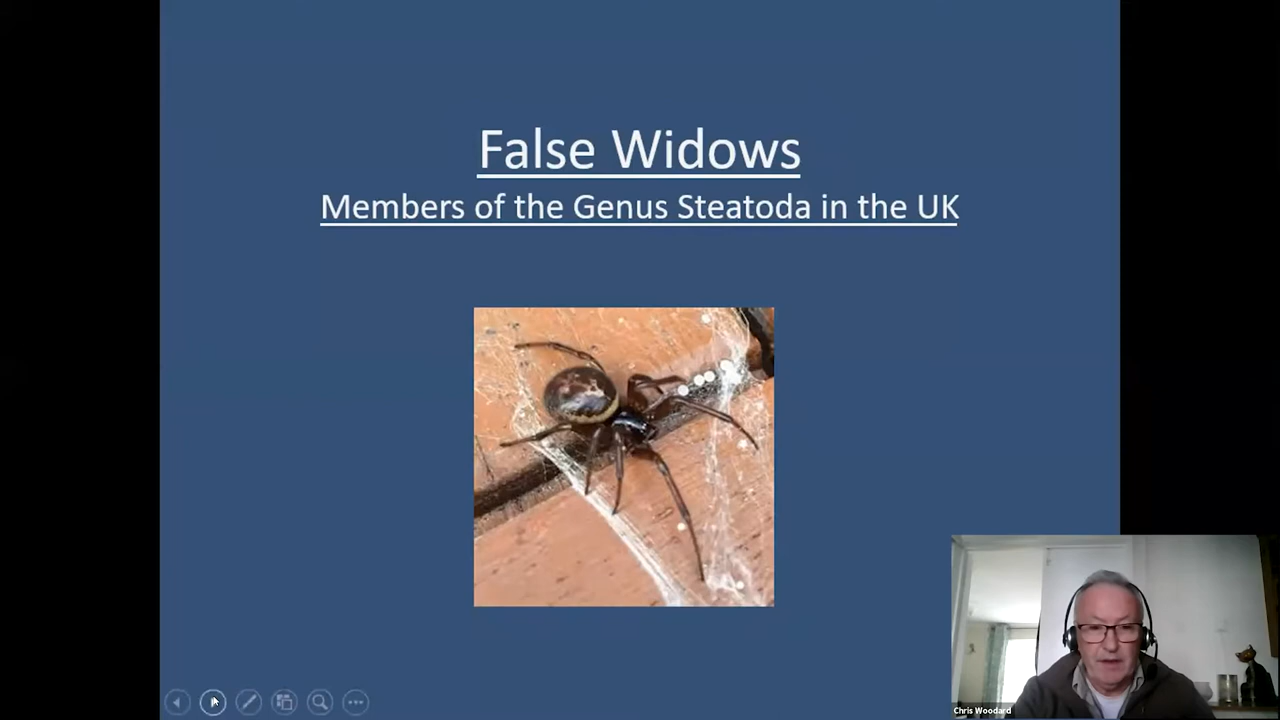 False Widows
Members of the Genus Steatoda in the UK
Chris Woodard